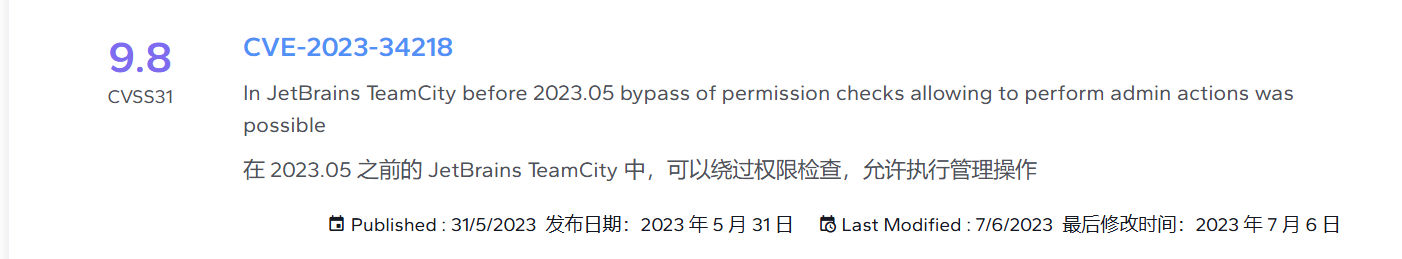 9.8
CVSS31
CVE-2023-34218
In JetBrains TeamCity before 2023.05 bypass of permission checks allowing to perform admin actions was
possible
在 2023.05 之前的 JetBrains TeamCity 中，可以绕过权限检查，允许执行管理操作
Published : 31/5/2023 发布日期：2023 年 5 月 31 日 Last Modified : 7/6/2023 最后修改时间：2023 年 7 月 6 日